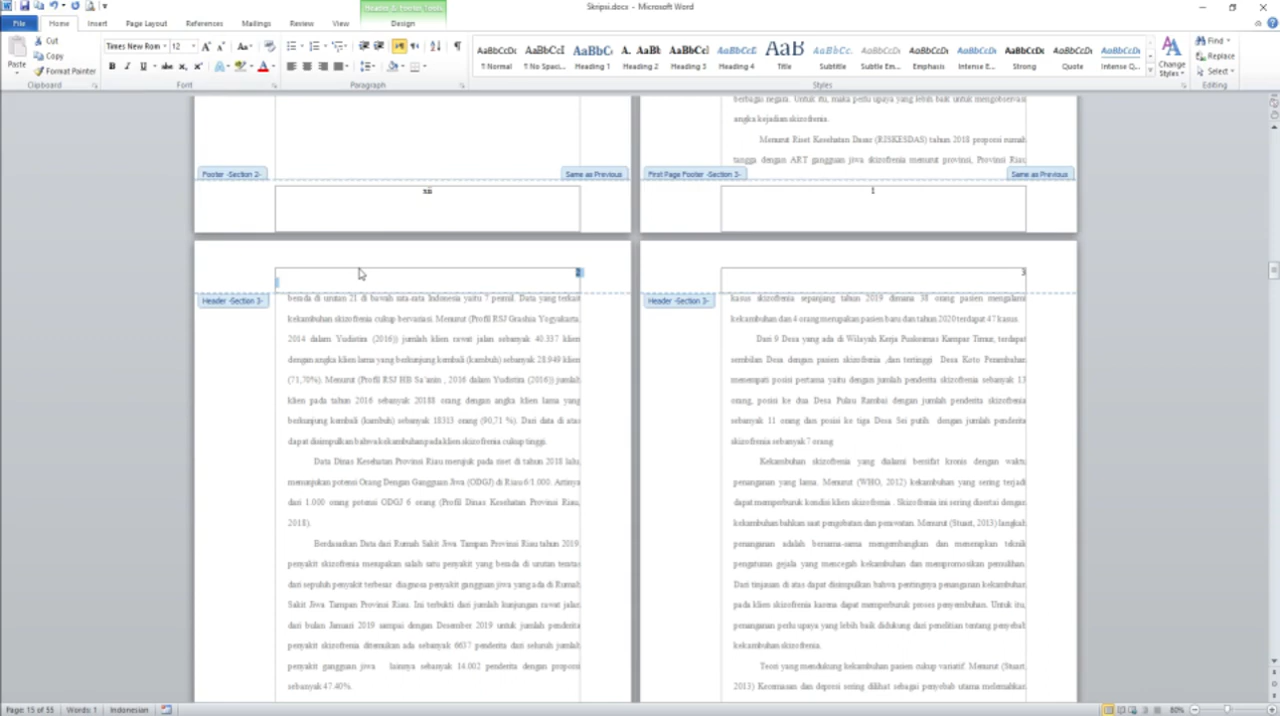 Skripsi.docx - Microsoft Word
Header & Footer Tools
File Home Insert Page Layout References Mailings Review View Design
Cut
Copy
Format Painter
Paste
Times New Rom 12
AaBbCcDc AaBbCcDc AaBbC AaBb AaBbCcI AaBbCcE AaB AaBbCc. AaBbCcDc AaBbCcDc AaBbCcDc AaBbCcDc AaBbCcDc AaBbCcDc
¶ Normal ¶ No Spaci... Heading 1 Heading 2 Heading 3 Heading 4 Title Subtitle Subtle Em... Emphasis Intense E... Strong Quote Intense Q...
Change Styles
Find
Replace
Select
Clipboard Font Paragraph Styles Editing
berbagai negara. Untuk itu, maka perlu upaya yang lebih baik untuk mengobservasi
angka kejadian skizofrenia.
Menurut Riset Kesehatan Dasar (RISKESDAS) tahun 2018 proporsi rumah
tangga dengan ART gangguan jiwa skizofrenia menurut provinsi, Provinsi Riau
Footer -Section 2- Same as Previous
First Page Footer -Section 3- Same as Previous
xii
1
2
Header -Section 3-
berada di urutan 21 di bawah rata-rata Indonesia yaitu 7 permil. Data yang terkait
kekambuhan skizofrenia cukup bervariasi. Menurut (Profil RSJ Grashia Yogyakarta,
2014 dalam Yudistira (2016)) jumlah klien rawat jalan sebanyak 40.337 klien
dengan angka klien lama yang berkunjung kembali (kambuh) sebanyak 28.949 klien
(71,70%). Menurut (Profil RSJ HB Sa'anin , 2016 dalam Yudistira (2016)) jumlah
klien pada tahun 2016 sebanyak 20188 orang dengan angka klien lama yang
berkunjung kembali (kambuh) sebanyak 18313 orang (90,71 %). Dari data di atas
dapat disimpulkan bahwa kekambuhan pada klien skizofrenia cukup tinggi.
Data Dinas Kesehatan Provinsi Riau merujuk pada riset di tahun 2018 lalu,
menunjukan potensi Orang Dengan Gangguan Jiwa (ODGJ) di Riau 6/1.000. Artinya
dari 1.000 orang potensi ODGJ 6 orang (Profil Dinas Kesehatan Provinsi Riau,
2018).
Berdasarkan Data dari Rumah Sakit Jiwa Tampan Provinsi Riau tahun 2019,
penyakit skizofrenia merupakan salah satu penyakit yang berada di urutan teratas
dari sepuluh penyakit terbesar diagnosa penyakit gangguan jiwa yang ada di Rumah
Sakit Jiwa Tampan Provinsi Riau. Ini terbukti dari jumlah kunjungan rawat jalan
dari bulan Januari 2019 sampai dengan Desember 2019 untuk jumlah penderita
penyakit skizofrenia ditemukan ada sebanyak 6637 penderita dari seluruh jumlah
penyakit gangguan jiwa lainnya sebanyak 14.002 penderita dengan proporsi
sebanyak 47.40%.
3
Header -Section 3-
kasus skizofrenia sepanjang tahun 2019 dimana 38 orang pasien mengalami
kekambuhan dan 4 orang merupakan pasien baru dan tahun 2020 terdapat 47 kasus.
Dari 9 Desa yang ada di Wilayah Kerja Puskesmas Kampar Timur, terdapat
sembilan Desa dengan pasien skizofrenia ,dan tertinggi Desa Koto Perambahan
menempati posisi pertama yaitu dengan jumlah penderita skizofrenia sebanyak 13
orang, posisi ke dua Desa Pulau Rambai dengan jumlah penderita skizofrenia
sebanyak 11 orang dan posisi ke tiga Desa Sei putih dengan jumlah penderita
skizofrenia sebanyak 7 orang
Kekambuhan skizofrenia yang dialami bersifat kronis dengan waktu
penanganan yang lama. Menurut (WHO, 2012) kekambuhan yang sering terjadi
dapat memperburuk kondisi klien skizofrenia . Skizofrenia ini sering disertai dengan
kekambuhan bahkan saat pengobatan dan perawatan. Menurut (Stuart, 2013) langkah
penanganan adalah bersama-sama mengembangkan dan menerapkan teknik
pengaturan gejala yang mencegah kekambuhan dan mempromosikan pemulihan.
Dari tinjauan di atas dapat disimpulkan bahwa pentingnya penanganan kekambuhan
pada klien skizofrenia karena dapat memperburuk proses penyembuhan. Untuk itu,
penanganan perlu upaya yang lebih baik didukung dari penelitian tentang penyebab
kekambuhan skizofrenia.
Teori yang mendukung kekambuhan pasien cukup variatif. Menurut (Stuart,
2013) Kecemasan dan depresi sering dilihat sebagai penyebab utama melemahkan
Page: 15 of 55 Words: 1 Indonesian 80%